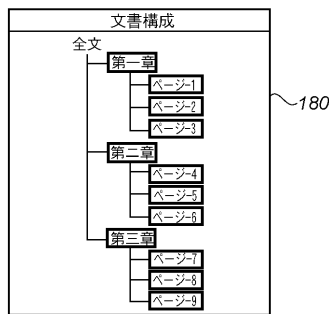 文書構成
全文
第一章
ページ-1
ページ-2
ページ-3
第二章
ページ-4
ページ-5
ページ-6
第三章
ページ-7
ページ-8
ページ-9
180